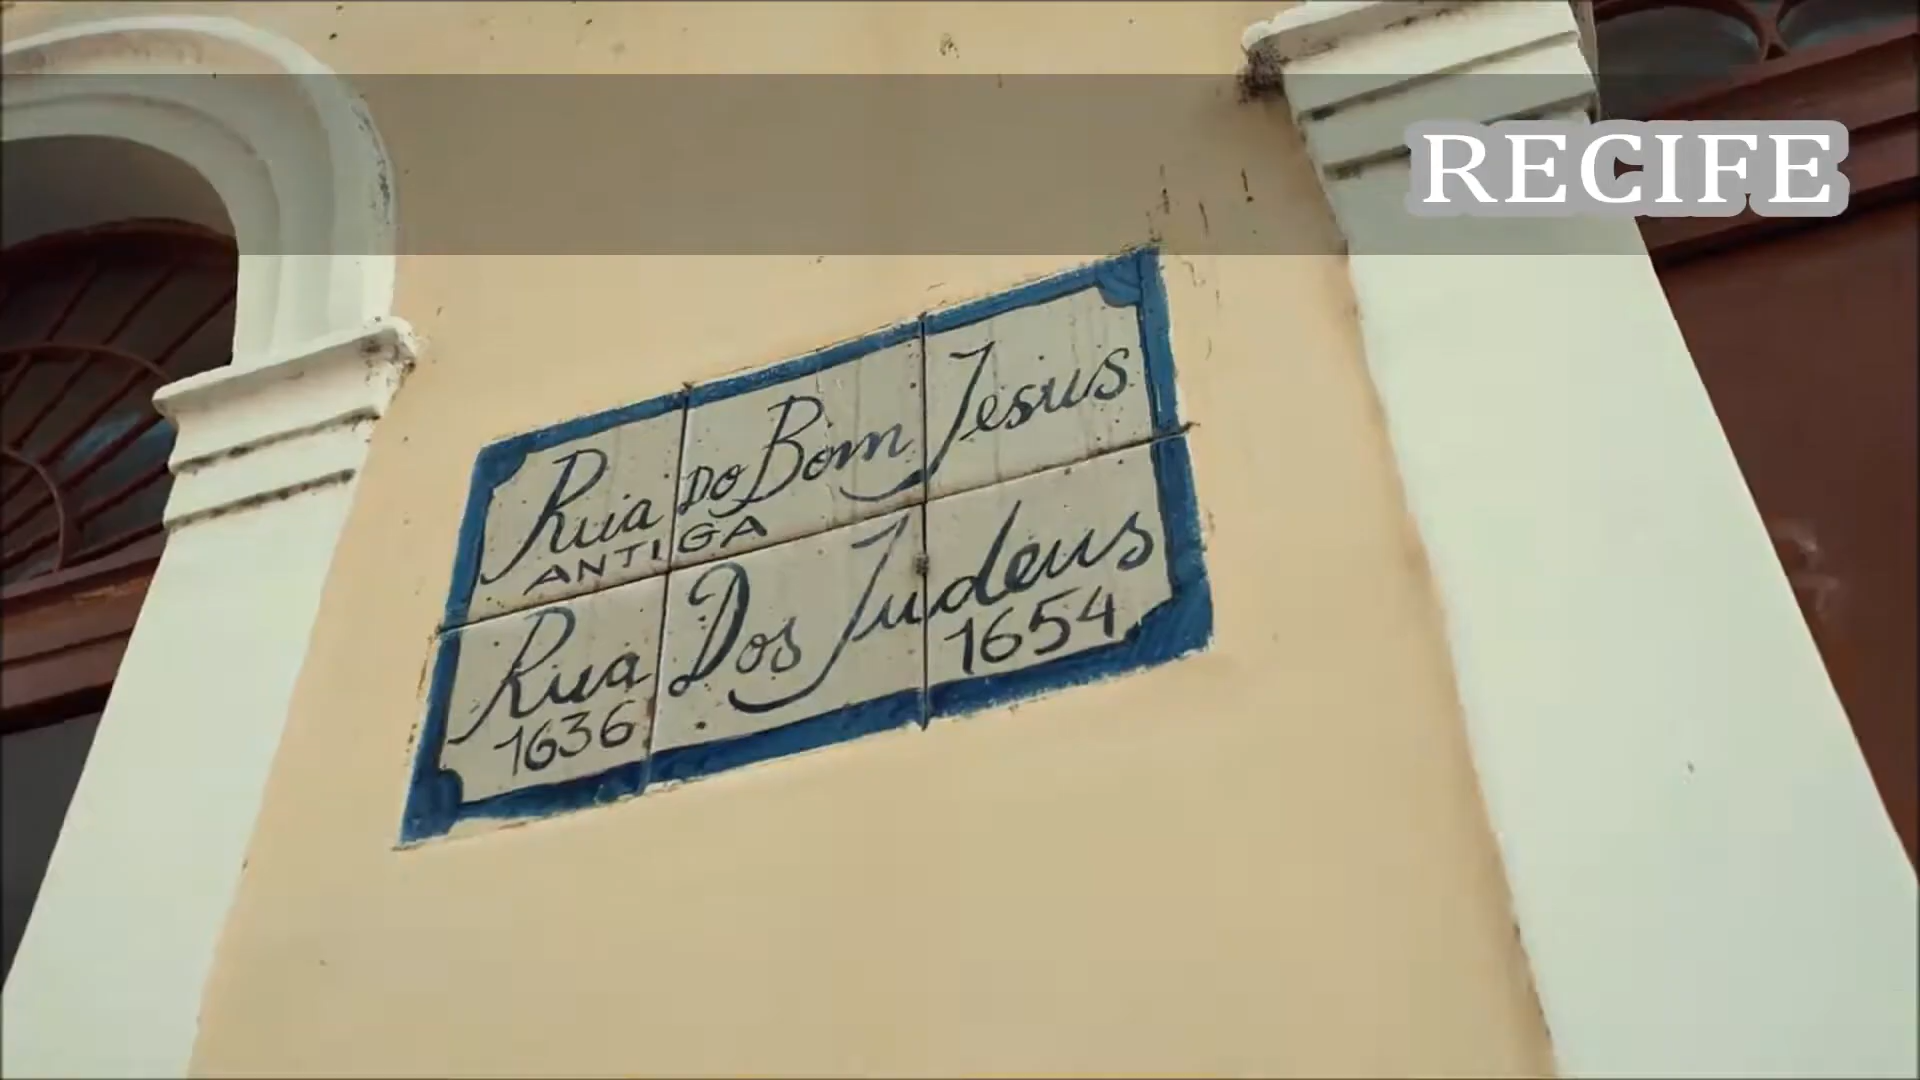 RECIFE
Rua DO Bom Jesus
ANTIGA
Rua Dos Judeus
1636 1654